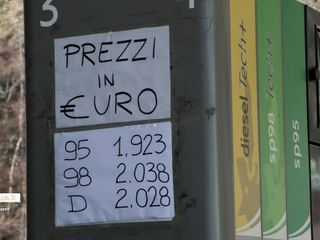 3
PREZZI
IN
€URO
95 1.923
98 2.038
D 2.028
diesel Tech+
sp98 Tech+
sp95